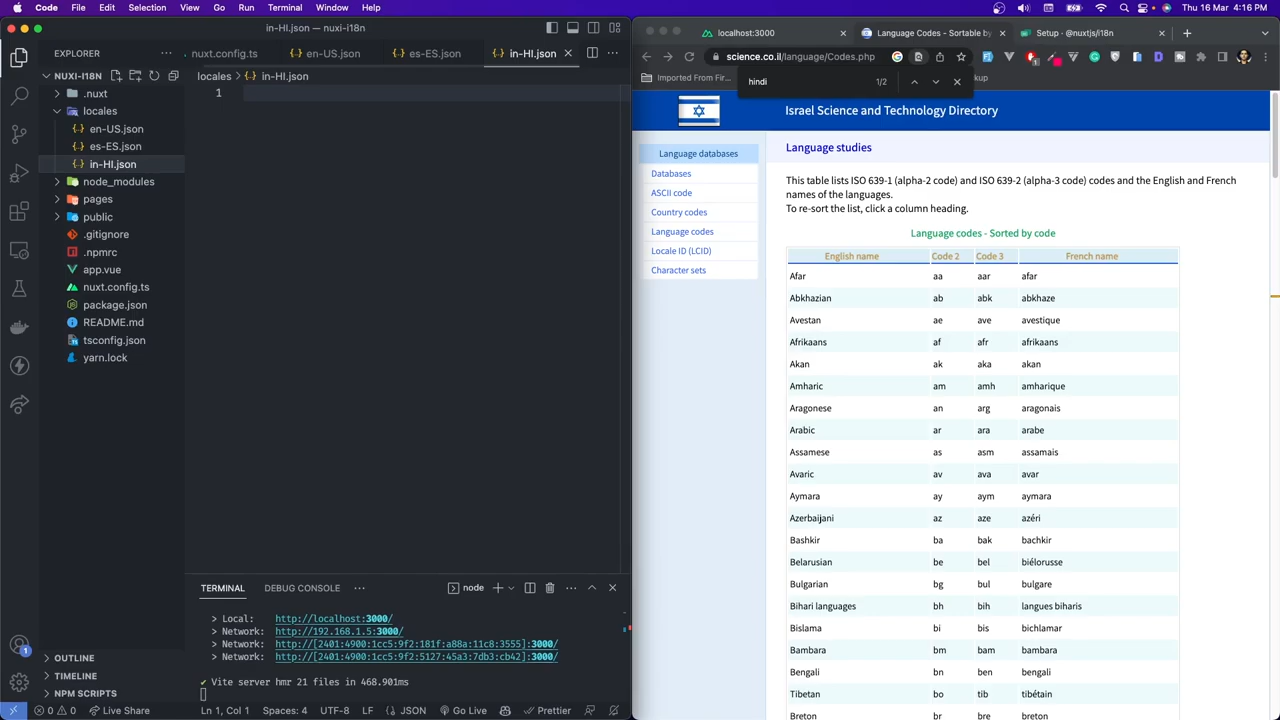 Code File Edit Selection
Thu 16 Mar 4:16 PM
in-HI.json — nuxt-i18n
EXPLORER
NUXT-I18N
.nuxt
locales
en-US.json
es-ES.json
in-HI.json
node_modules
pages
public
.gitignore
.npmrc
app.vue
nuxt.config.ts
package.json
README.md
tsconfig.json
yarn.lock
OUTLINE
TIMELINE
NPM SCRIPTS
1
nuxt.config.ts en-US.json es-ES.json in-HI.json
locales > in-HI.json
1
TERMINAL DEBUG CONSOLE node
> Local: http://localhost:3000/
> Network: http://192.168.1.5:3000/
> Network: http://[2401:4900:1cc5:9f2:181f:a88a:11c8:3555]:3000/
> Network: http://[2401:4900:1cc5:9f2:5127:45a3:7db3:cb42]:3000/
✔ Vite server hmr 21 files in 468.901ms
0 0 Live Share Ln 1, Col 1 Spaces: 4 UTF-8 LF {} JSON Go Live Prettier
localhost:3000 Language Codes - Sortable by Setup · @nuxtjs/i18n
science.co.il/language/Codes.php
Imported From Fir...
hindi 1/2
kup
Israel Science and Technology Directory
Language databases
Databases
ASCII code
Country codes
Language codes
Locale ID (LCID)
Character sets
Language studies
This table lists ISO 639-1 (alpha-2 code) and ISO 639-2 (alpha-3 code) codes and the English and French
names of the languages.
To re-sort the list, click a column heading.
Language codes - Sorted by code
English name Code 2 Code 3 French name
Afar aa aar afar
Abkhazian ab abk abkhaze
Avestan ae ave avestique
Afrikaans af afr afrikaans
Akan ak aka akan
Amharic am amh amharique
Aragonese an arg aragonais
Arabic ar ara arabe
Assamese as asm assamais
Avaric av ava avar
Aymara ay aym aymara
Azerbaijani az aze azéri
Bashkir ba bak bachkir
Belarusian be bel biélorusse
Bulgarian bg bul bulgare
Bihari languages bh bih langues biharis
Bislama bi bis bichlamar
Bambara bm bam bambara
Bengali bn ben bengali
Tibetan bo tib tibétain
Breton br bre breton